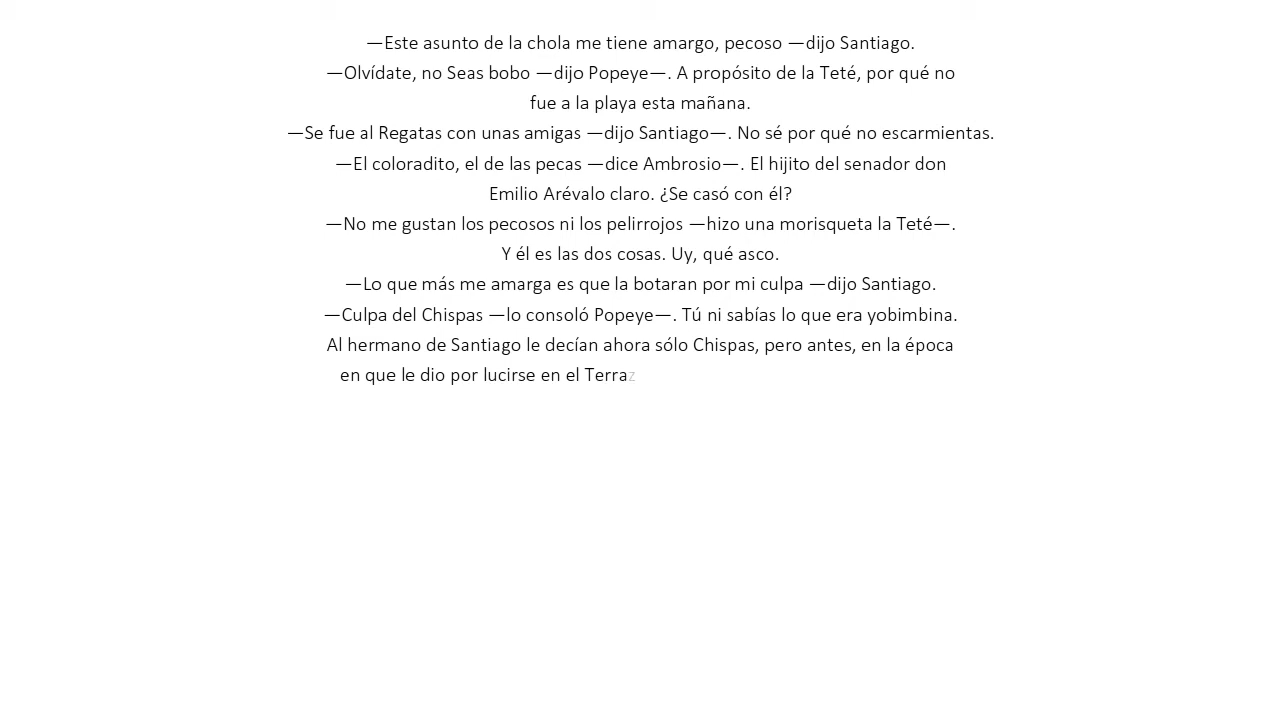 —Este asunto de la chola me tiene amargo, pecoso —dijo Santiago.
—Olvídate, no Seas bobo —dijo Popeye—. A propósito de la Teté, por qué no
fue a la playa esta mañana.
—Se fue al Regatas con unas amigas —dijo Santiago—. No sé por qué no escarmientas.
—El coloradito, el de las pecas —dice Ambrosio—. El hijito del senador don
Emilio Arévalo claro. ¿Se casó con él?
—No me gustan los pecosos ni los pelirrojos —hizo una morisqueta la Teté—.
Y él es las dos cosas. Uy, qué asco.
—Lo que más me amarga es que la botaran por mi culpa —dijo Santiago.
—Culpa del Chispas —lo consoló Popeye—. Tú ni sabías lo que era yobimbina.
Al hermano de Santiago le decían ahora sólo Chispas, pero antes, en la época
en que le dio por lucirse en el Terraz